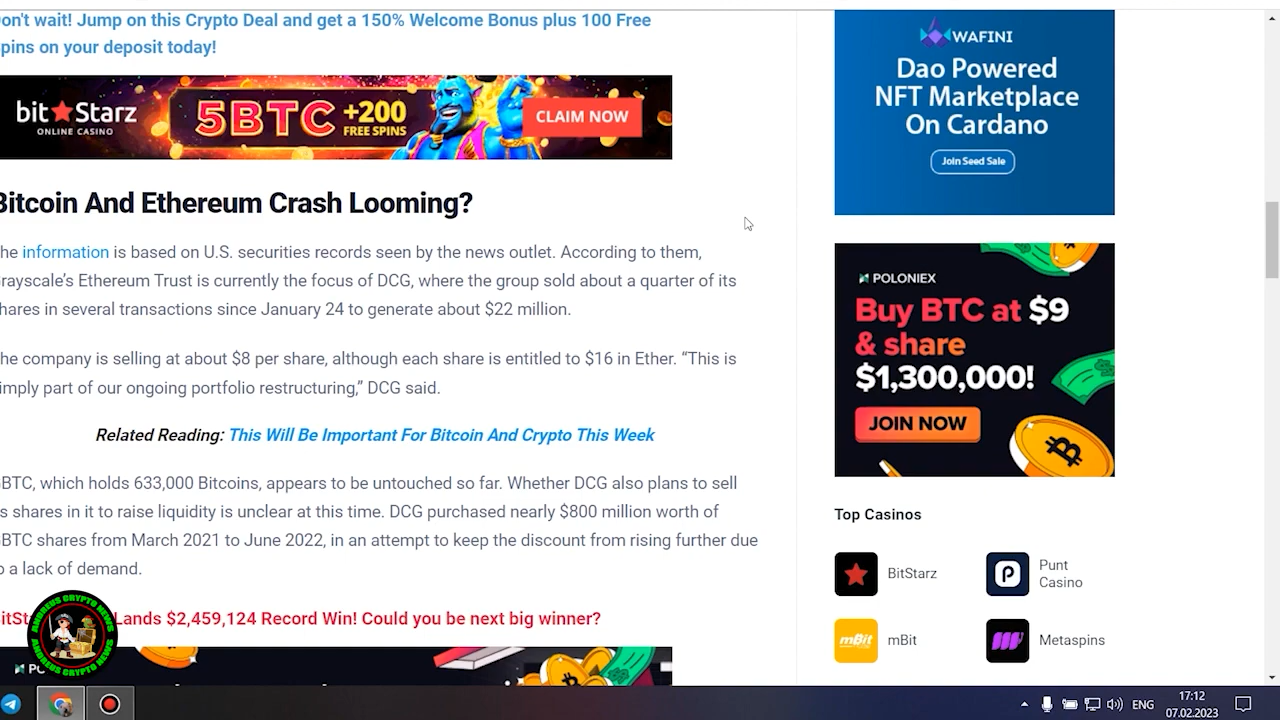 on't wait! Jump on this Crypto Deal and get a 150% Welcome Bonus plus 100 Free
pins on your deposit today!
bit★Starz
ONLINE CASINO
5BTC +200
FREE SPINS
CLAIM NOW
Bitcoin And Ethereum Crash Looming?
he information is based on U.S. securities records seen by the news outlet. According to them,
rayscale's Ethereum Trust is currently the focus of DCG, where the group sold about a quarter of its
hares in several transactions since January 24 to generate about $22 million.
he company is selling at about $8 per share, although each share is entitled to $16 in Ether. “This is
imply part of our ongoing portfolio restructuring,” DCG said.
Related Reading: This Will Be Important For Bitcoin And Crypto This Week
BTC, which holds 633,000 Bitcoins, appears to be untouched so far. Whether DCG also plans to sell
s shares in it to raise liquidity is unclear at this time. DCG purchased nearly $800 million worth of
BTC shares from March 2021 to June 2022, in an attempt to keep the discount from rising further due
o a lack of demand.
itSt Lands $2,459,124 Record Win! Could you be next big winner?
PO
WAFINI
Dao Powered
NFT Marketplace
On Cardano
Join Seed Sale
POLONIEX
Buy BTC at $9
& share
$1,300,000!
JOIN NOW
Top Casinos
BitStarz
Punt
Casino
mBit
mBit
Metaspins
ANDREUS CRYPTO NEWS
ANDREUS CRYPTO NEWS
ENG
17:12
07.02.2023